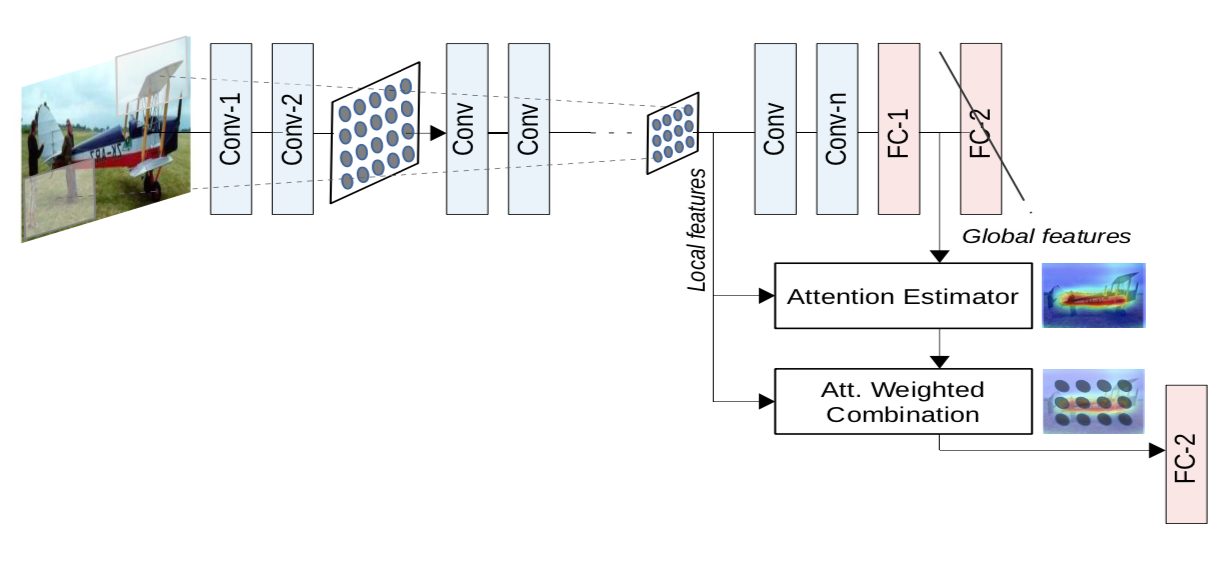 Conv-1
Conv-2
Conv
Conv
Conv
Conv-n
FC-1
FC-2
Local features
Global features
Attention Estimator
Att. Weighted
Combination
FC-2